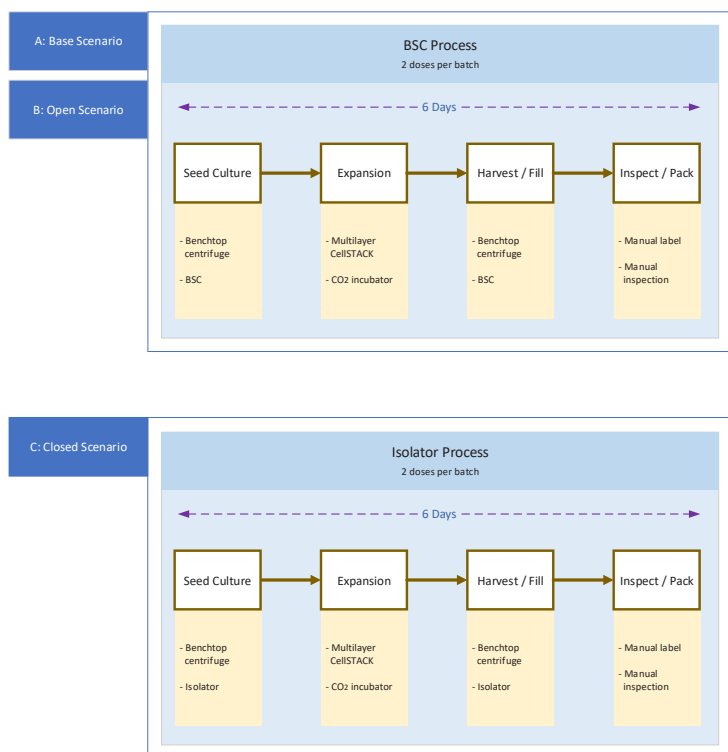 A: Base Scenario
B: Open Scenario
BSC Process
2 doses per batch
6 Days
Seed Culture
Expansion
Harvest / Fill
Inspect / Pack
- Benchtop
centrifuge
- BSC
- Multilayer
CellSTACK
- CO2 incubator
- Benchtop
centrifuge
- BSC
- Manual label
- Manual
inspection
C: Closed Scenario
Isolator Process
2 doses per batch
6 Days
Seed Culture
Expansion
Harvest / Fill
Inspect / Pack
- Benchtop
centrifuge
- Isolator
- Multilayer
CellSTACK
- CO2 incubator
- Benchtop
centrifuge
- Isolator
- Manual label
- Manual
inspection